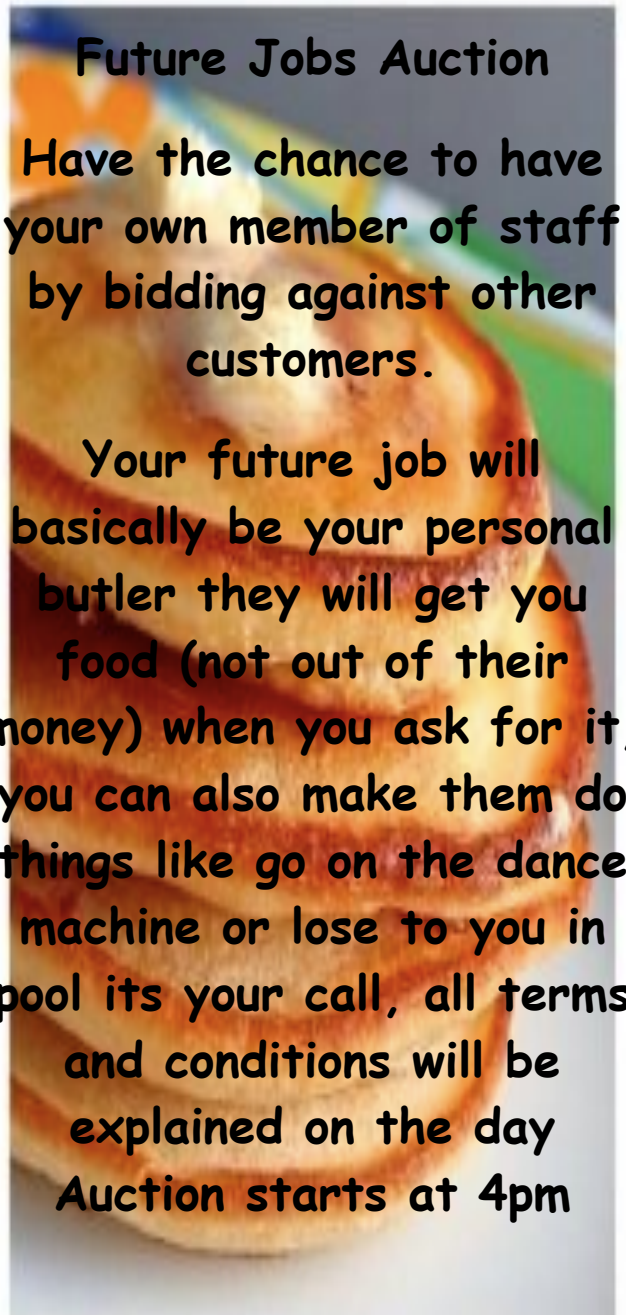 Future Jobs Auction
Have the chance to have
your own member of staff
by bidding against other
customers.
Your future job will
basically be your personal
butler they will get you
food (not out of their
money) when you ask for it,
you can also make them do
things like go on the dance
machine or lose to you in
pool its your call, all terms
and conditions will be
explained on the day
Auction starts at 4pm